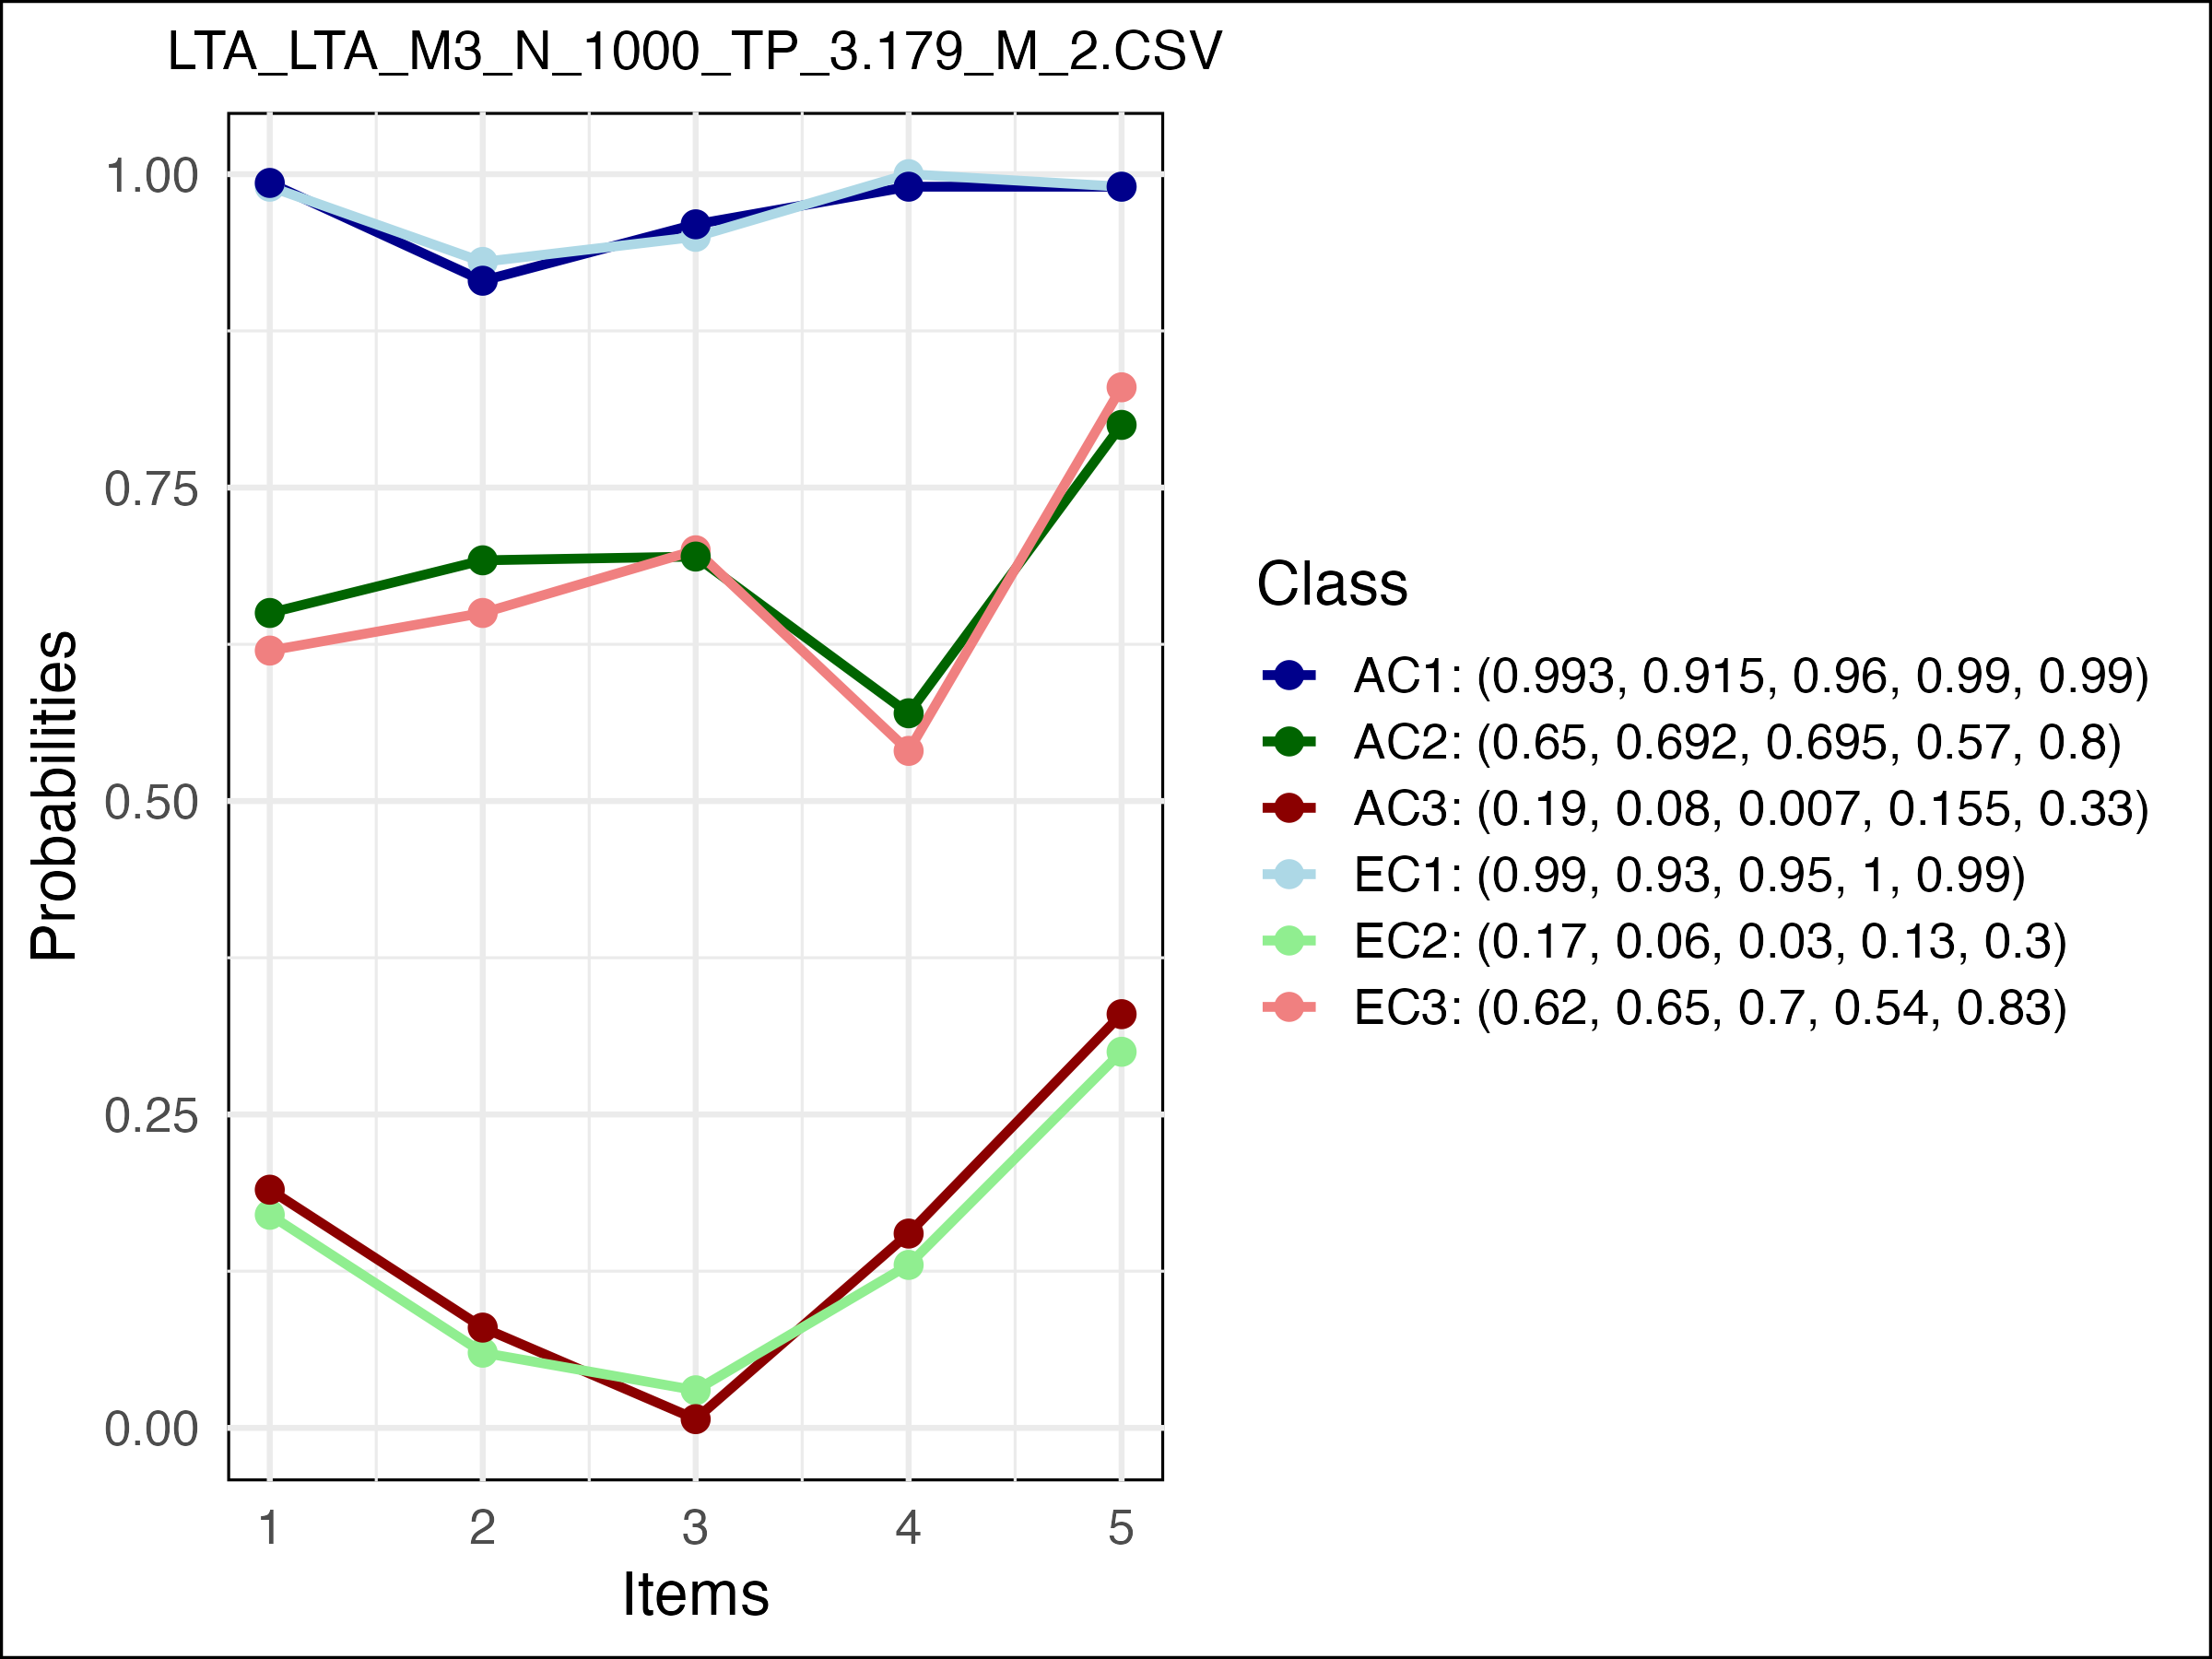 LTA_LTA_M3_N_1000_TP_3.179_M_2.CSV
1.00
0.75
0.50
0.25
0.00
Probabilities
1 2 3 4 5
Items
Class
AC1: (0.993, 0.915, 0.96, 0.99, 0.99)
AC2: (0.65, 0.692, 0.695, 0.57, 0.8)
AC3: (0.19, 0.08, 0.007, 0.155, 0.33)
EC1: (0.99, 0.93, 0.95, 1, 0.99)
EC2: (0.17, 0.06, 0.03, 0.13, 0.3)
EC3: (0.62, 0.65, 0.7, 0.54, 0.83)